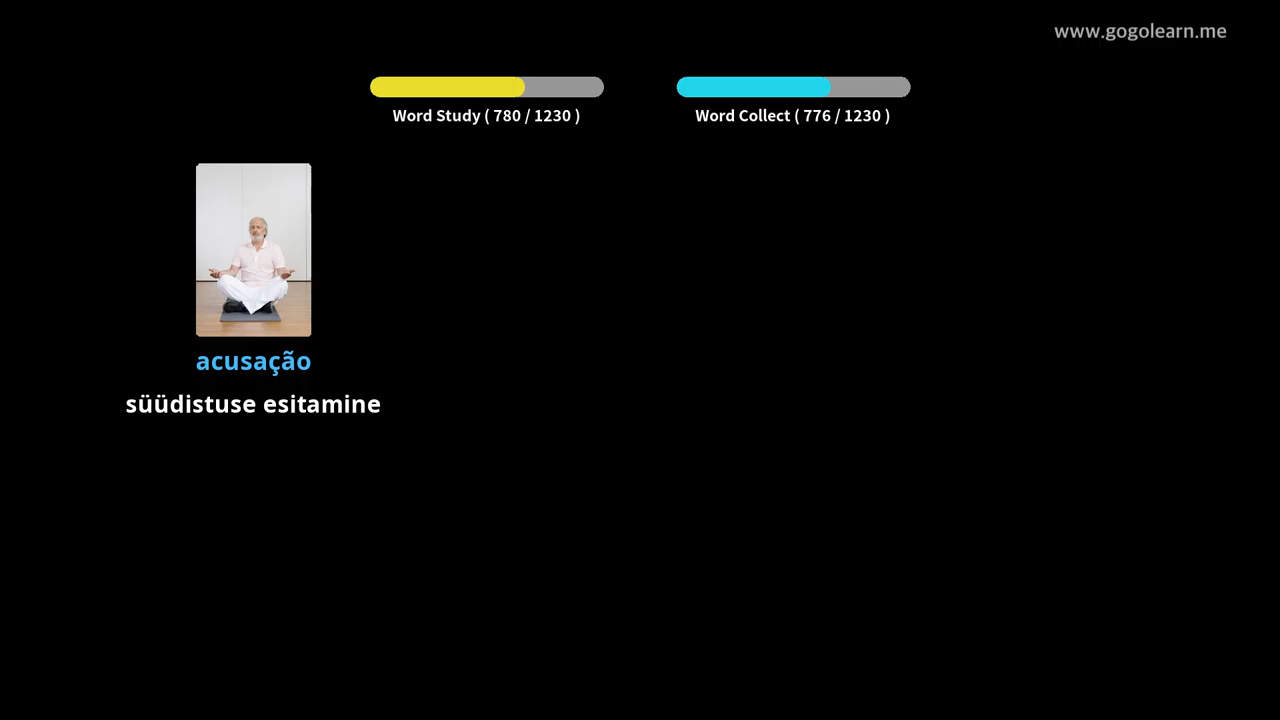 www.gogolearn.me
Word Study ( 780 / 1230 )
Word Collect ( 776 / 1230 )
acusação
süüdistuse esitamine